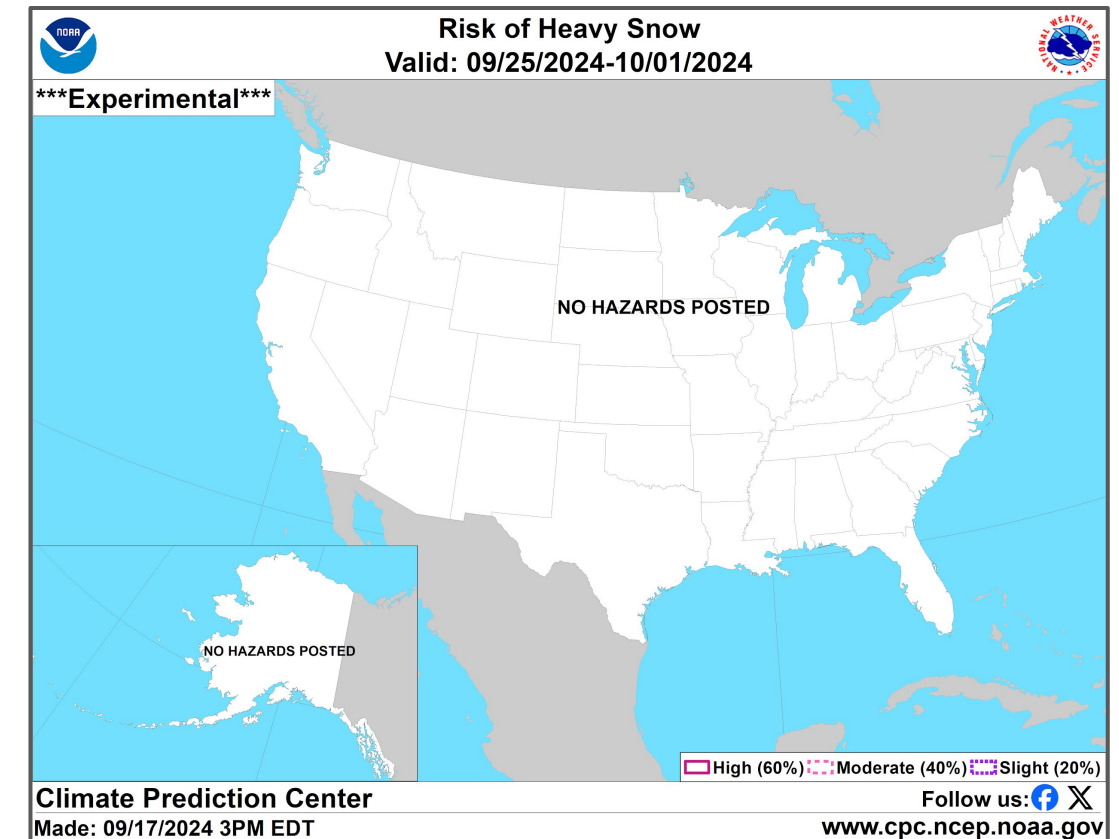 NOAA
Risk of Heavy Snow
Valid: 09/25/2024-10/01/2024
NATIONAL WEATHER SERVICE
***Experimental***
NO HAZARDS POSTED
NO HAZARDS POSTED
High (60%) Moderate (40%) Slight (20%)
Climate Prediction Center
Follow us:
Made: 09/17/2024 3PM EDT
www.cpc.ncep.noaa.gov